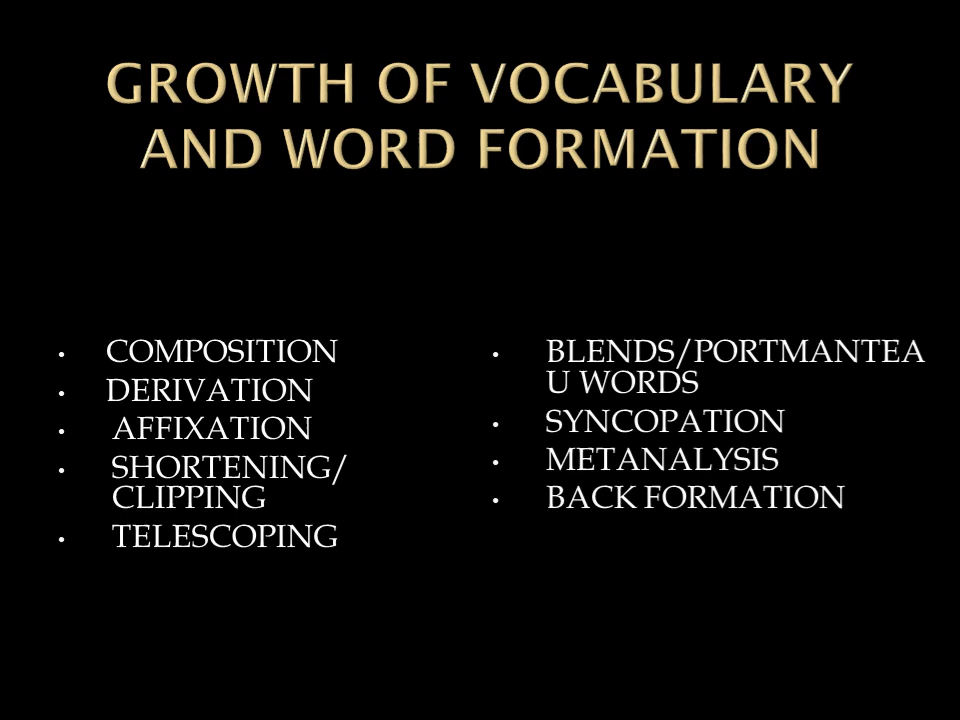 GROWTH OF VOCABULARY
AND WORD FORMATION
• COMPOSITION
• DERIVATION
• AFFIXATION
• SHORTENING/
CLIPPING
• TELESCOPING
• BLENDS/PORTMANTEA
U WORDS
• SYNCOPATION
• METANALYSIS
• BACK FORMATION